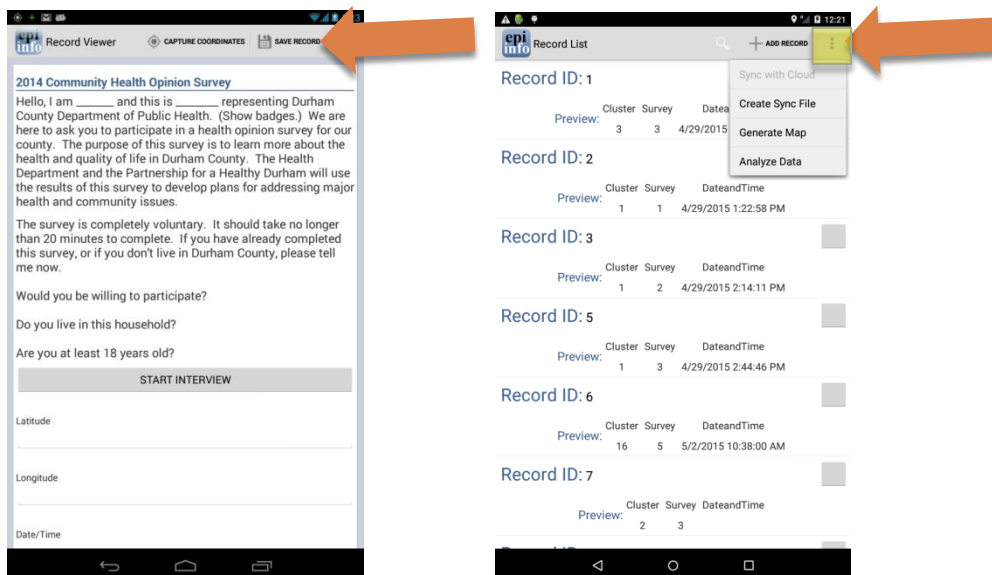 epi info
Record Viewer
CAPTURE COORDINATES
SAVE RECORD
2014 Community Health Opinion Survey
Hello, I am ______ and this is ______ representing Durham
County Department of Public Health. (Show badges.) We are
here to ask you to participate in a health opinion survey for our
county. The purpose of this survey is to learn more about the
health and quality of life in Durham County. The Health
Department and the Partnership for a Healthy Durham will use
the results of this survey to develop plans for addressing major
health and community issues.
The survey is completely voluntary. It should take no longer
than 20 minutes to complete. If you have already completed
this survey, or if you don't live in Durham County, please tell
me now.
Would you be willing to participate?
Do you live in this household?
Are you at least 18 years old?
START INTERVIEW
Latitude
Longitude
Date/Time
12:21
epi info
Record List
ADD RECORD
Sync with Cloud
Create Sync File
Generate Map
Analyze Data
Record ID: 1
Cluster Survey
Preview:
3 3 4/29/2015
Record ID: 2
Cluster Survey DateandTime
Preview:
1 1 4/29/2015 1:22:58 PM
Record ID: 3
Cluster Survey DateandTime
Preview:
1 2 4/29/2015 2:14:11 PM
Record ID: 5
Cluster Survey DateandTime
Preview:
1 3 4/29/2015 2:44:46 PM
Record ID: 6
Cluster Survey DateandTime
Preview:
16 5 5/2/2015 10:38:00 AM
Record ID: 7
Cluster Survey DateandTime
Preview:
2 3